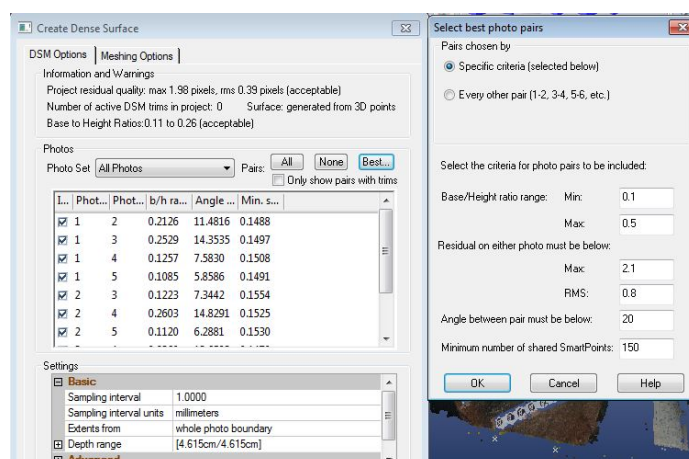 Create Dense Surface
DSM Options Meshing Options
Information and Warnings
Project residual quality: max 1.98 pixels, rms 0.39 pixels (acceptable)
Number of active DSM trims in project: 0 Surface: generated from 3D points
Base to Height Ratios:0.11 to 0.26 (acceptable)
Photos
Photo Set All Photos Pairs: All None Best...
Only show pairs with trims
I... Phot... Phot... b/h ra... Angle ... Min. s...
1 2 0.2126 11.4816 0.1488
1 3 0.2529 14.3535 0.1497
1 4 0.1257 7.5830 0.1508
1 5 0.1085 5.8586 0.1491
2 3 0.1223 7.3442 0.1554
2 4 0.2603 14.8291 0.1525
2 5 0.1120 6.2881 0.1530
Settings
Basic
Sampling interval 1.0000
Sampling interval units millimeters
Extents from whole photo boundary
Depth range [4.615cm/4.615cm]
Advanced
Select best photo pairs
Pairs chosen by
Specific criteria (selected below)
Every other pair (1-2, 3-4, 5-6, etc.)
Select the criteria for photo pairs to be included:
Base/Height ratio range: Min: 0.1
Max: 0.5
Residual on either photo must be below:
Max: 2.1
RMS: 0.8
Angle between pair must be below: 20
Minimum number of shared SmartPoints: 150
OK Cancel Help